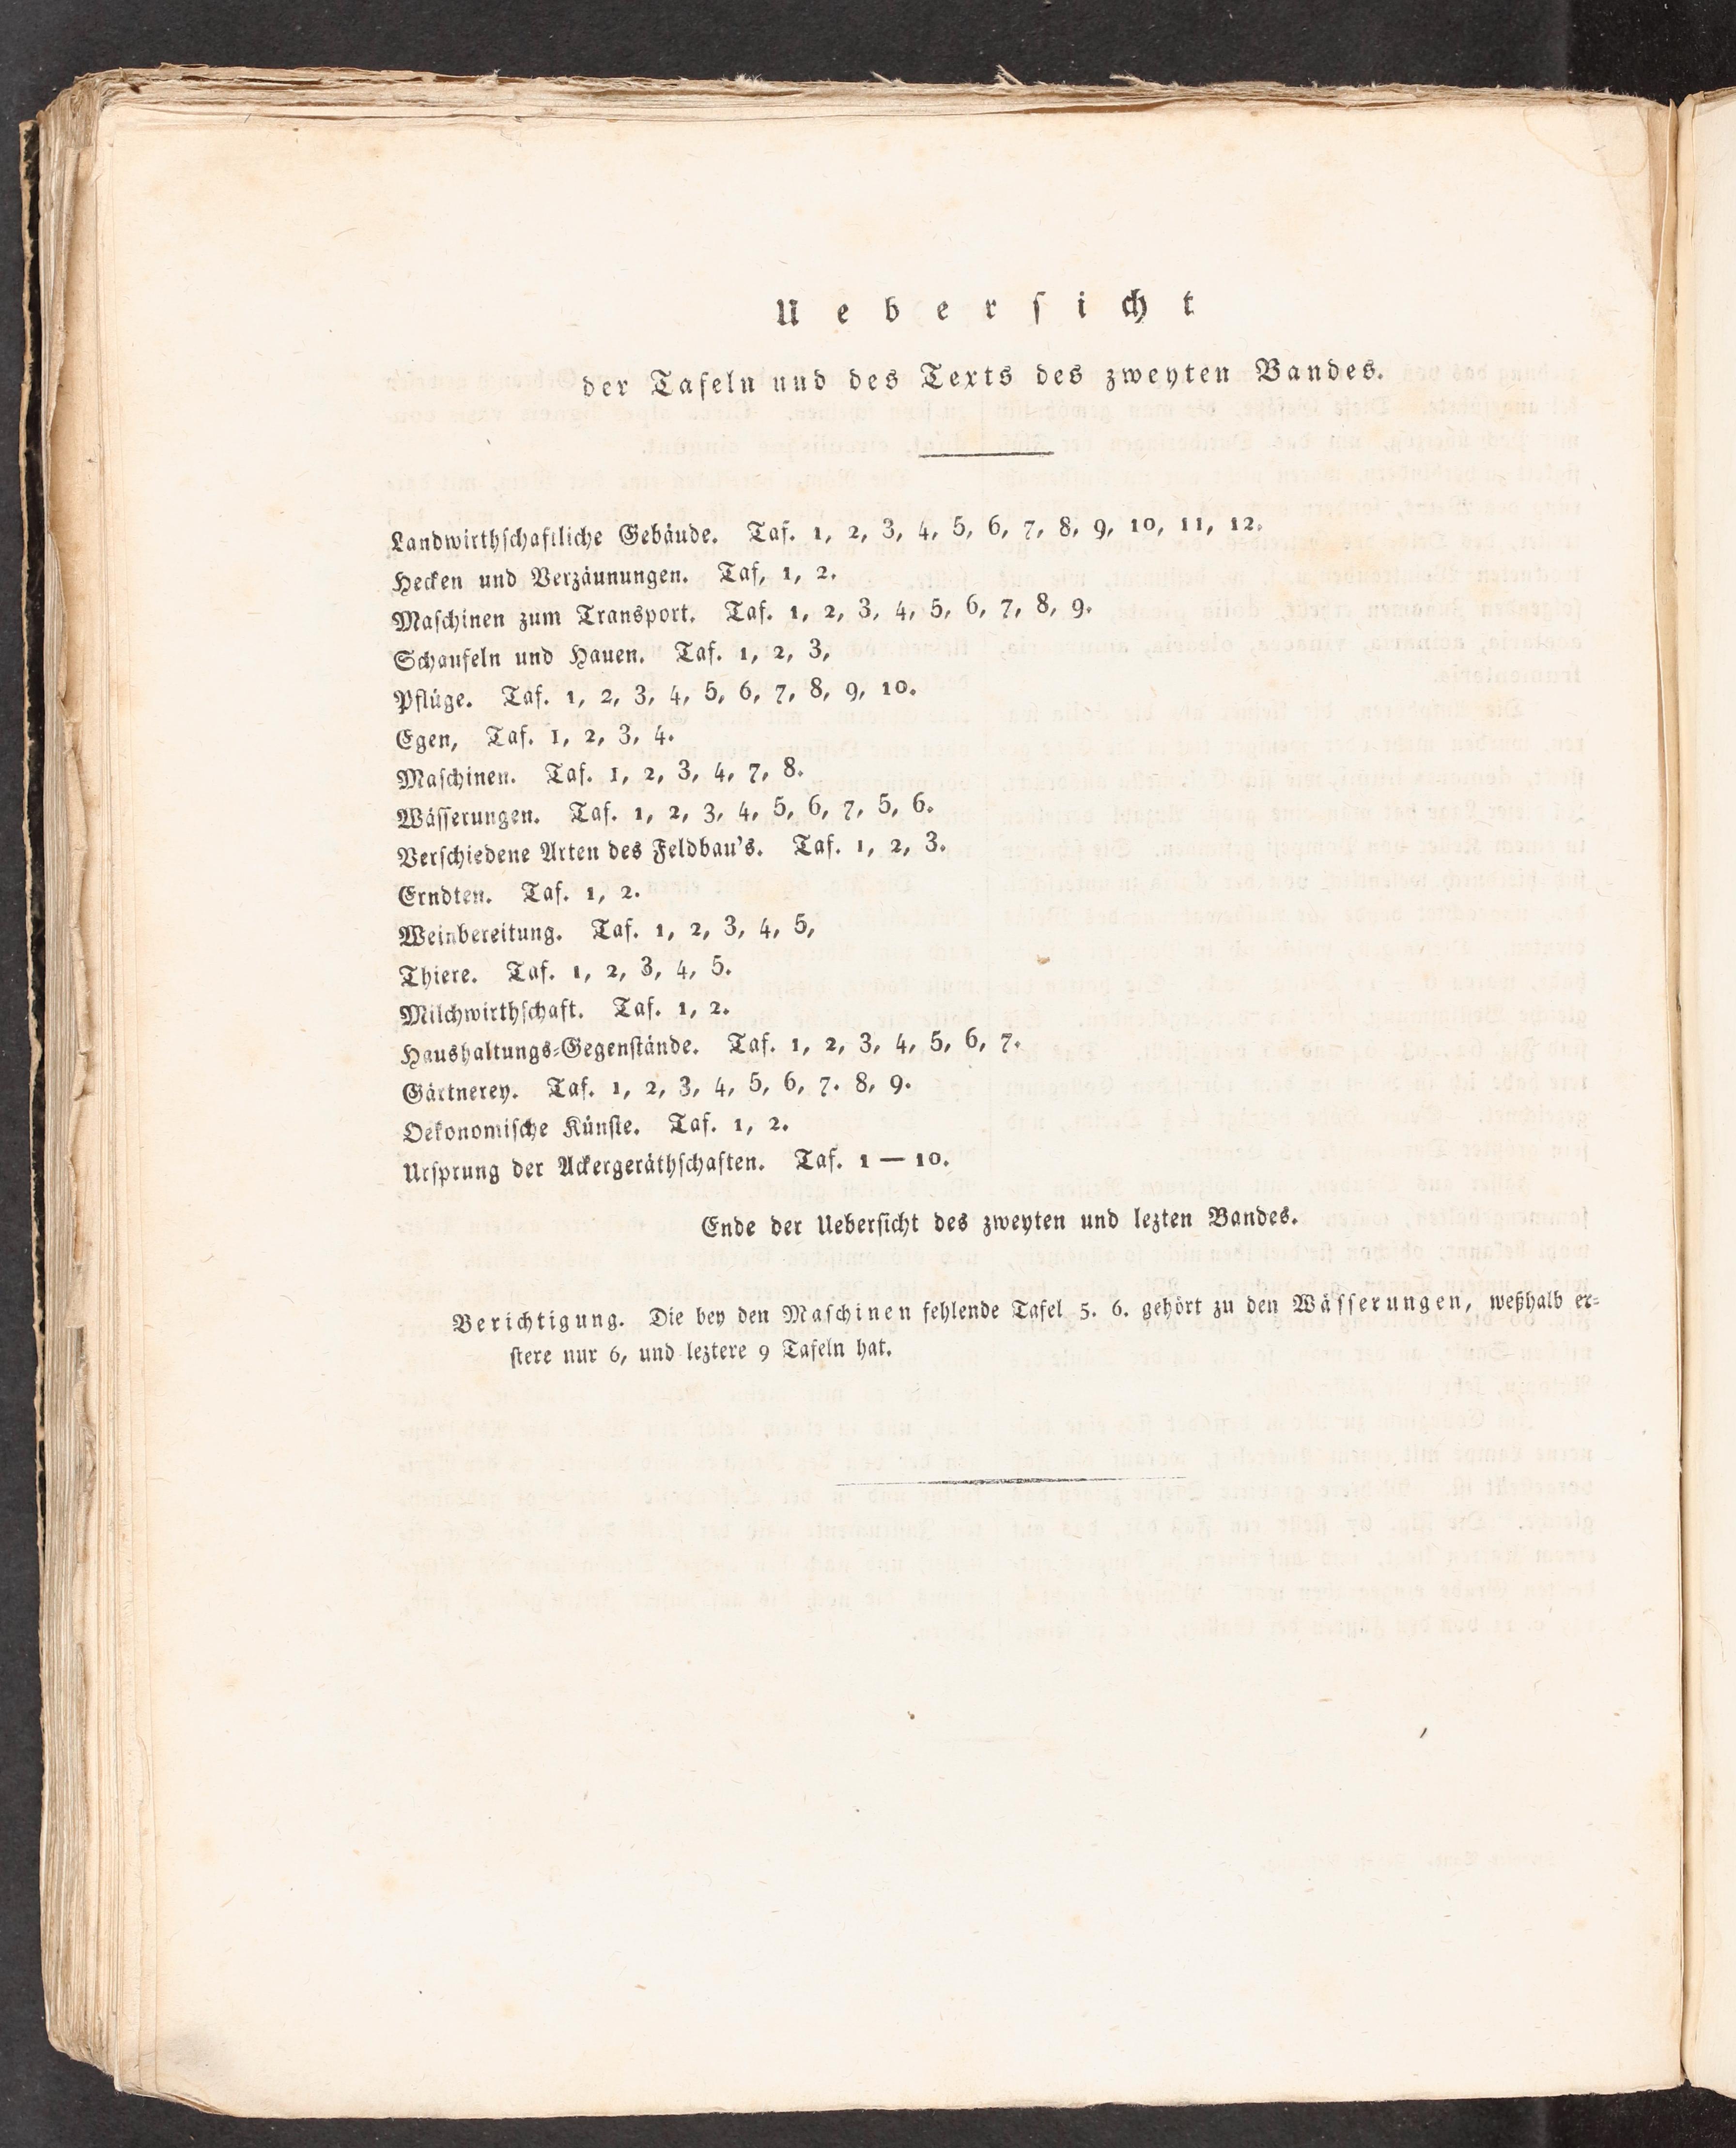 Ueberſicht
der Tafeln und des Texts des zweyten Bandes.
Landwirthſchaftliche Gebäude. Taf. 1, 2, 3, 4, 5, 6, 7, 8, 9, 10, 11, 12.
Hecken und Verzäunungen. Taf, 1, 2.
Maſchinen zum Transport. Taf. 1, 2, 3, 4, 5, 6, 7, 8, 9.
Schaufeln und Hauen. Taf. 1, 2, 3,
Pflüge. Taf. 1, 2, 3, 4, 5, 6, 7, 8, 9, 10.
Egen, Taf. 1, 2, 3, 4.
Maſchinen. Taf. 1, 2, 3, 4, 7, 8.
Wäſſerungen. Taf. 1, 2, 3, 4, 5, 6, 7, 5, 6.
Verſchiedene Arten des Feldbau's. Taf. 1, 2, 3.
Erndten. Taf. 1, 2.
Weinbereitung. Taf. 1, 2, 3, 4, 5,
Thiere. Taf. 1, 2, 3, 4, 5.
Milchwirthſchaft. Taf. 1, 2.
Haushaltungs-Gegenſtände. Taf. 1, 2, 3, 4, 5, 6, 7.
Gärtnerey. Taf. 1, 2, 3, 4, 5, 6, 7. 8, 9.
Oekonomiſche Künſte. Taf. 1, 2.
Urſprung der Ackergeräthſchaften. Taf. 1 — 10.
Ende der Ueberſicht des zweyten und lezten Bandes.
Berichtigung. Die bey den Maſchinen fehlende Tafel 5. 6. gehört zu den Wäſſerungen, weßhalb er-
ſtere nur 6, und leztere 9 Tafeln hat.